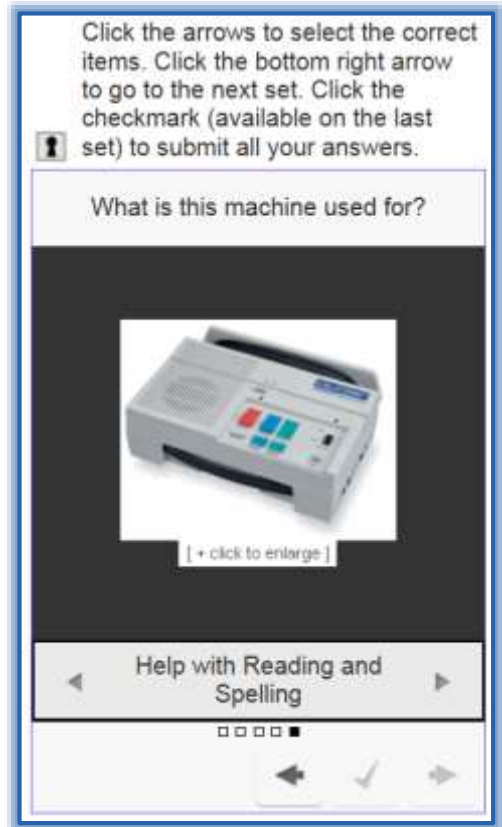 Click the arrows to select the correct
items. Click the bottom right arrow
to go to the next set. Click the
checkmark (available on the last
set) to submit all your answers.
What is this machine used for?
[ + click to enlarge ]
Help with Reading and
Spelling